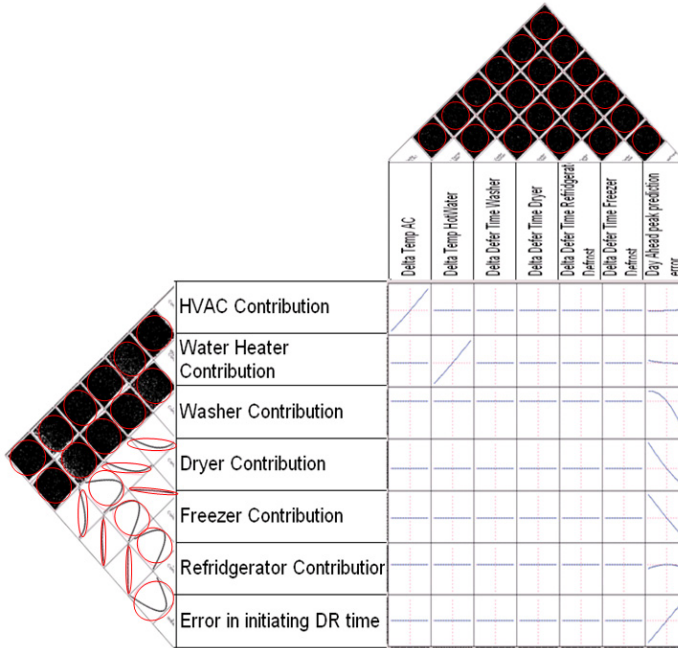 Delta Temp AC
Delta Temp HotWater
Delta Defer Time Washer
Delta Defer Time Dryer
Delta Defer Time Refridgerat
Defrost
Delta Defer Time Freezer
Defrost
Day Ahead peak prediction
error
HVAC Contribution
Water Heater
Contribution
Washer Contribution
Dryer Contribution
Freezer Contribution
Refridgerator Contribution
Error in initiating DR time